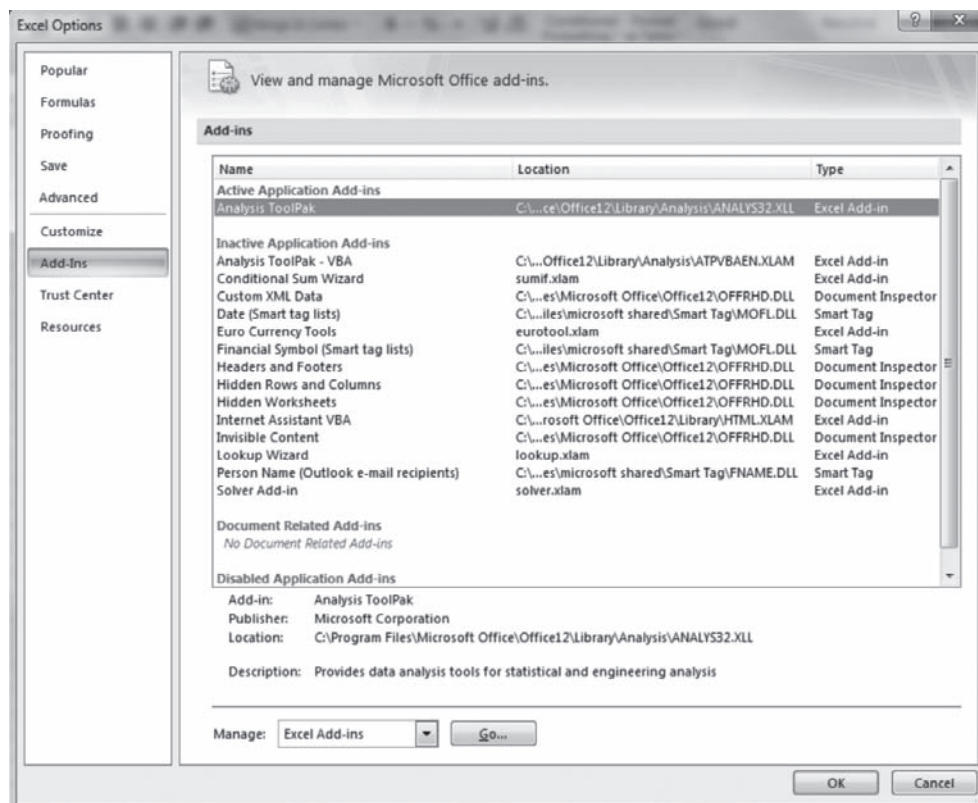 Excel Options
Popular
Formulas
Proofing
Save
Advanced
Customize
Add-Ins
Trust Center
Resources
View and manage Microsoft Office add-ins.
Add-ins
Name Location Type
Active Application Add-ins
Analysis ToolPak C:\...ce\Office12\Library\Analysis\ANALYS32.XLL Excel Add-in
Inactive Application Add-ins
Analysis ToolPak - VBA C:\...Office12\Library\Analysis\ATPVBAEN.XLAM Excel Add-in
Conditional Sum Wizard sumif.xlam Excel Add-in
Custom XML Data C:\...es\Microsoft Office\Office12\OFFRHD.DLL Document Inspector
Date (Smart tag lists) C:\...iles\microsoft shared\Smart Tag\MOFL.DLL Smart Tag
Euro Currency Tools eurotool.xlam Excel Add-in
Financial Symbol (Smart tag lists) C:\...iles\microsoft shared\Smart Tag\MOFL.DLL Smart Tag
Headers and Footers C:\...es\Microsoft Office\Office12\OFFRHD.DLL Document Inspector
Hidden Rows and Columns C:\...es\Microsoft Office\Office12\OFFRHD.DLL Document Inspector
Hidden Worksheets C:\...es\Microsoft Office\Office12\OFFRHD.DLL Document Inspector
Internet Assistant VBA C:\...rosoft Office\Office12\Library\HTML.XLAM Excel Add-in
Invisible Content C:\...es\Microsoft Office\Office12\OFFRHD.DLL Document Inspector
Lookup Wizard lookup.xlam Excel Add-in
Person Name (Outlook e-mail recipients) C:\...es\microsoft shared\Smart Tag\FNAME.DLL Smart Tag
Solver Add-in solver.xlam Excel Add-in
Document Related Add-ins
No Document Related Add-ins
Disabled Application Add-ins
Add-in: Analysis ToolPak
Publisher: Microsoft Corporation
Location: C:\Program Files\Microsoft Office\Office12\Library\Analysis\ANALYS32.XLL
Description: Provides data analysis tools for statistical and engineering analysis
Manage: Excel Add-ins Go...
OK Cancel